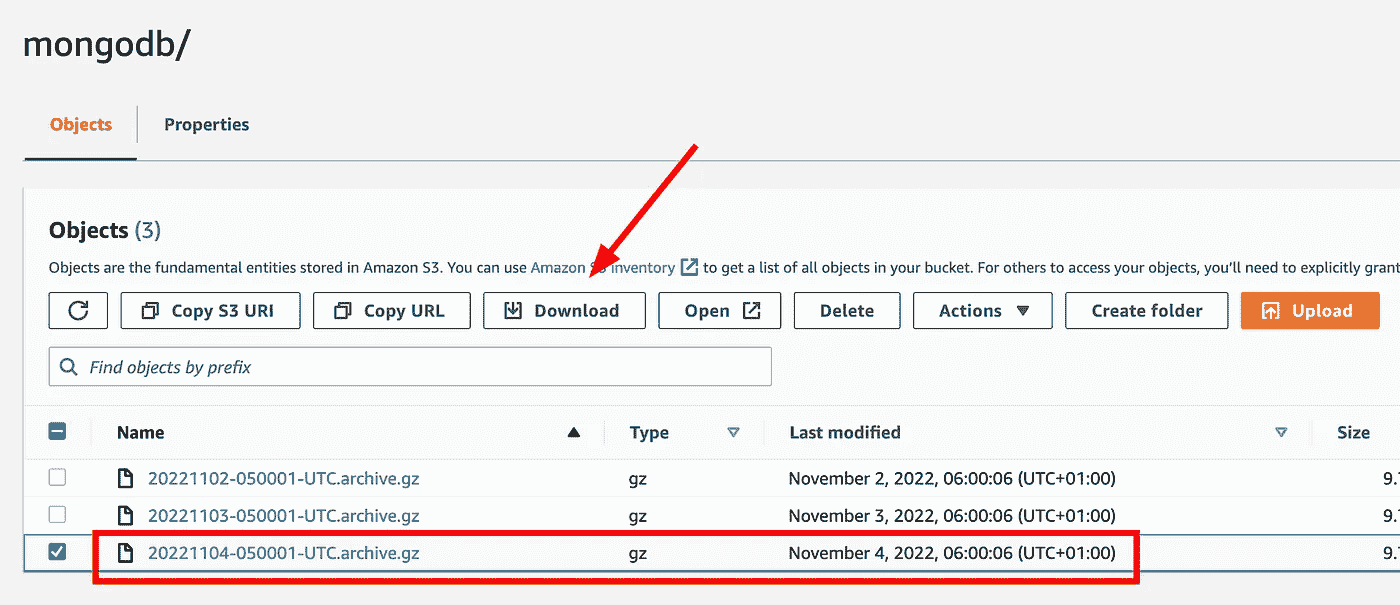 mongodb/
Objects Properties
Objects (3)
Objects are the fundamental entities stored in Amazon S3. You can use Amazon S3 Inventory to get a list of all objects in your bucket. For others to access your objects, you'll need to explicitly grant
Copy S3 URI Copy URL Download Open Delete Actions Create folder Upload
Find objects by prefix
Name Type Last modified Size
20221102-050001-UTC.archive.gz gz November 2, 2022, 06:00:06 (UTC+01:00) 9.
20221103-050001-UTC.archive.gz gz November 3, 2022, 06:00:06 (UTC+01:00) 9.
20221104-050001-UTC.archive.gz gz November 4, 2022, 06:00:06 (UTC+01:00) 9.